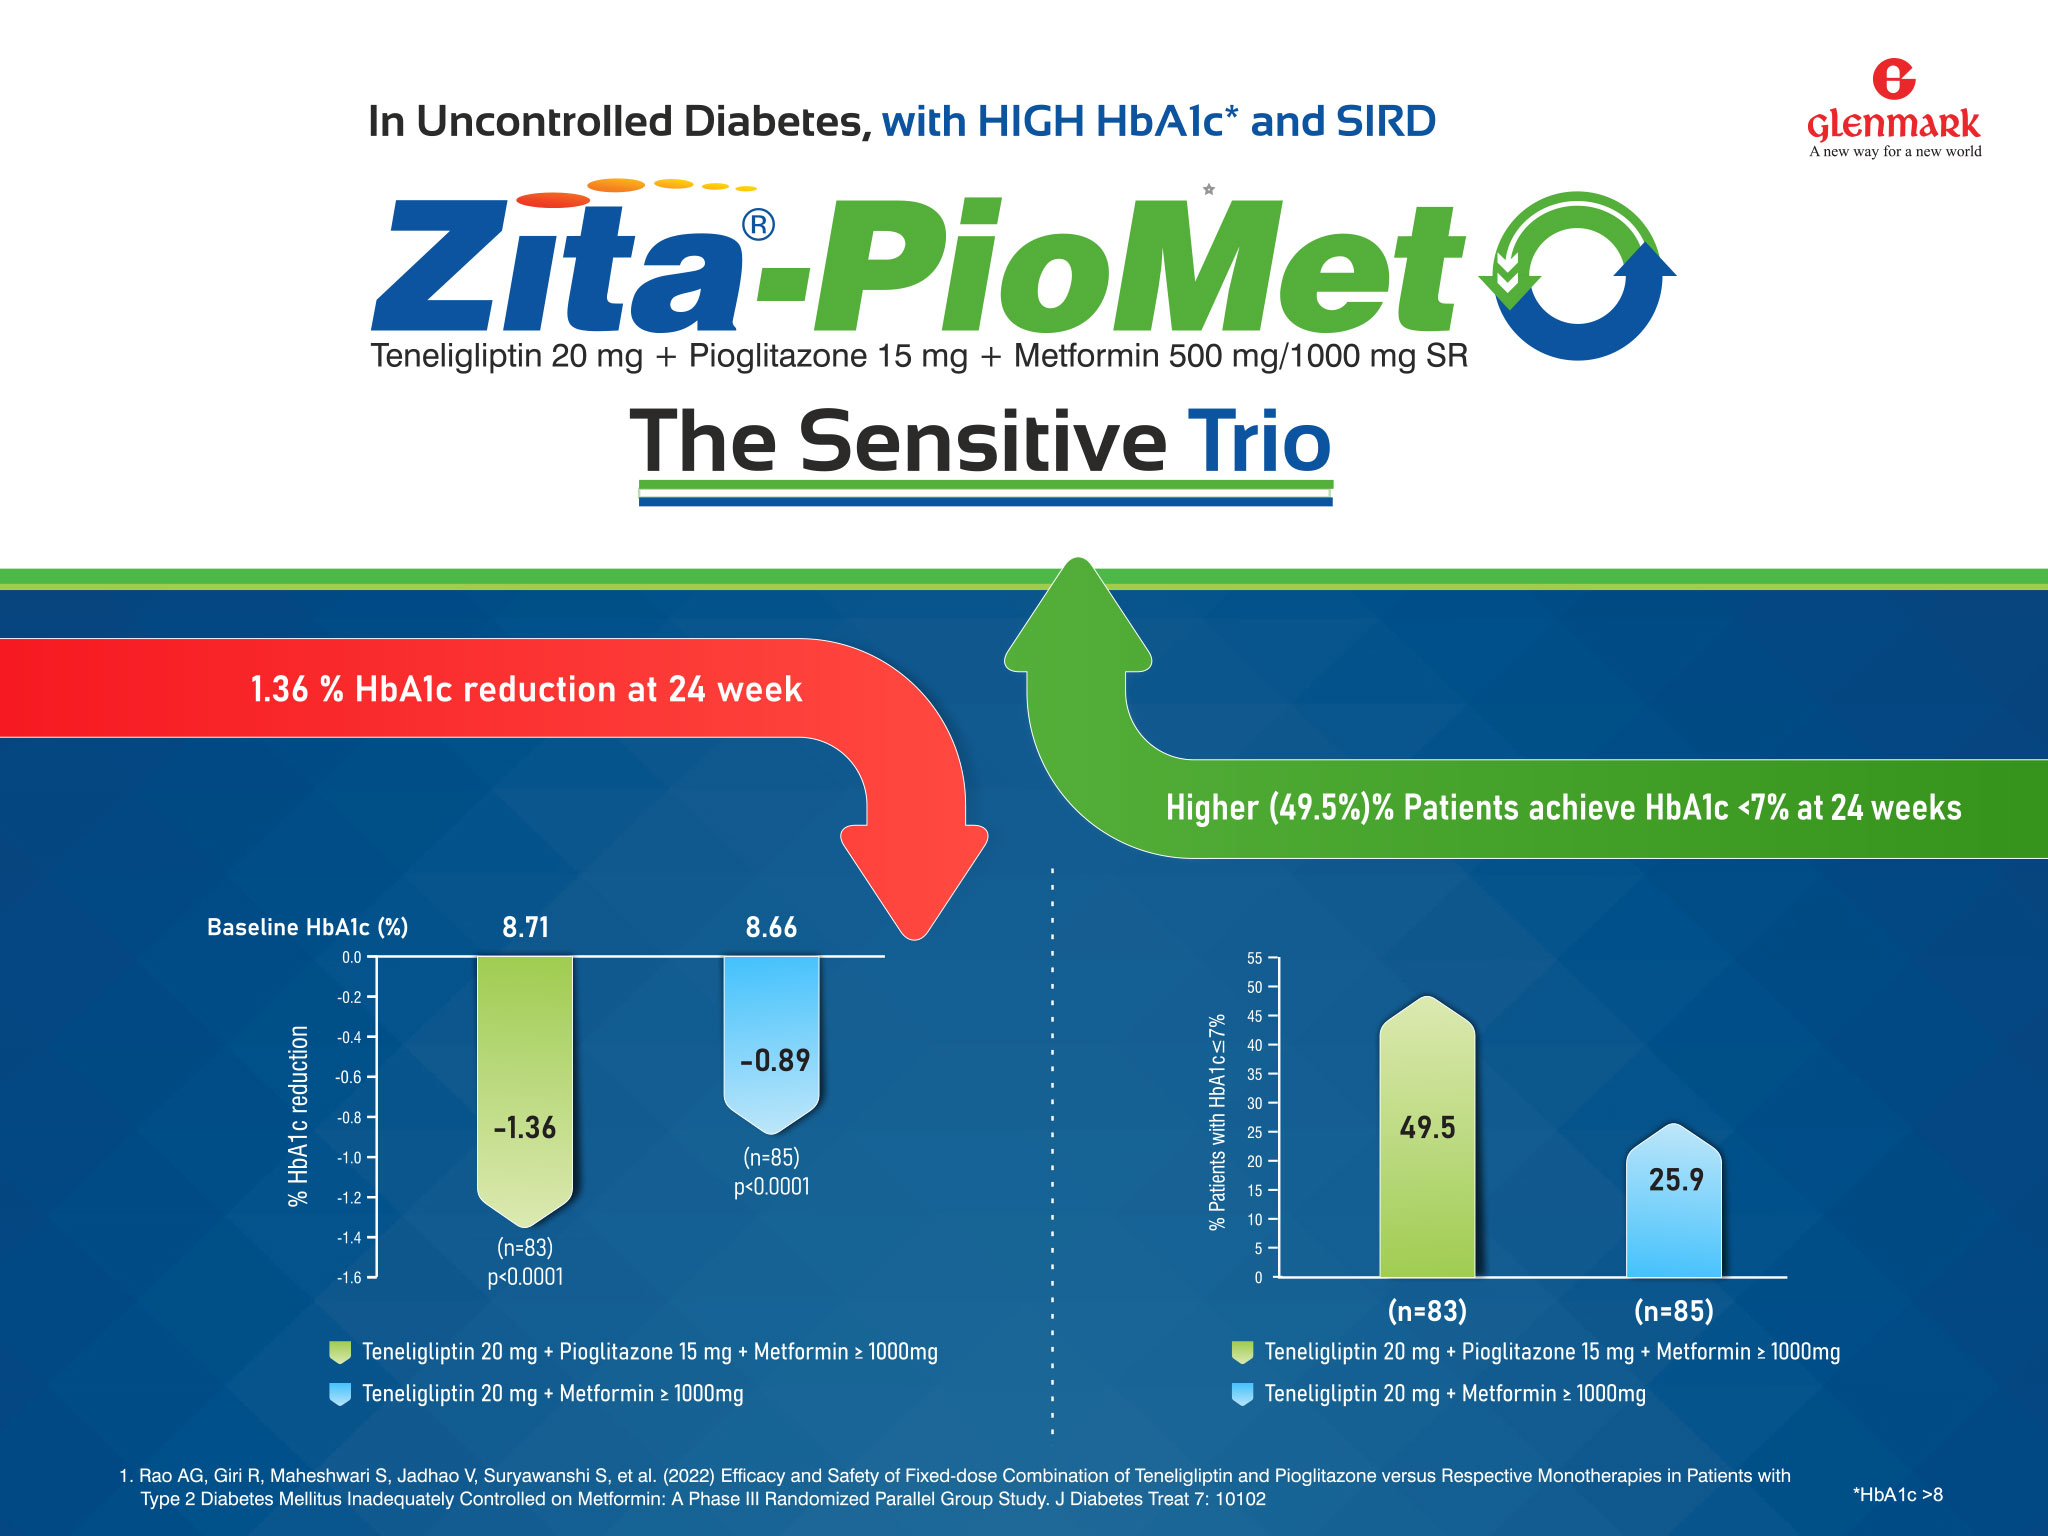 In Uncontrolled Diabetes, with HIGH HbA1c* and SIRD
glenmark
A new way for a new world
Zita®-PioMet
Teneligliptin 20 mg + Pioglitazone 15 mg + Metformin 500 mg/1000 mg SR
The Sensitive Trio
1.36 % HbA1c reduction at 24 week
Higher (49.5%)% Patients achieve HbA1c <7% at 24 weeks
Baseline HbA1c (%) 8.71 8.66
% HbA1c reduction
0.0
-0.2
-0.4
-0.6
-0.8
-1.0
-1.2
-1.4
-1.6
-1.36
(n=83)
p<0.0001
-0.89
(n=85)
p<0.0001
Teneligliptin 20 mg + Pioglitazone 15 mg + Metformin ≥ 1000mg
Teneligliptin 20 mg + Metformin ≥ 1000mg
% Patients with HbA1c≤7%
55
50
45
40
35
30
25
20
15
10
5
0
49.5
25.9
(n=83) (n=85)
Teneligliptin 20 mg + Pioglitazone 15 mg + Metformin ≥ 1000mg
Teneligliptin 20 mg + Metformin ≥ 1000mg
1. Rao AG, Giri R, Maheshwari S, Jadhao V, Suryawanshi S, et al. (2022) Efficacy and Safety of Fixed-dose Combination of Teneligliptin and Pioglitazone versus Respective Monotherapies in Patients with
Type 2 Diabetes Mellitus Inadequately Controlled on Metformin: A Phase III Randomized Parallel Group Study. J Diabetes Treat 7: 10102
*HbA1c >8